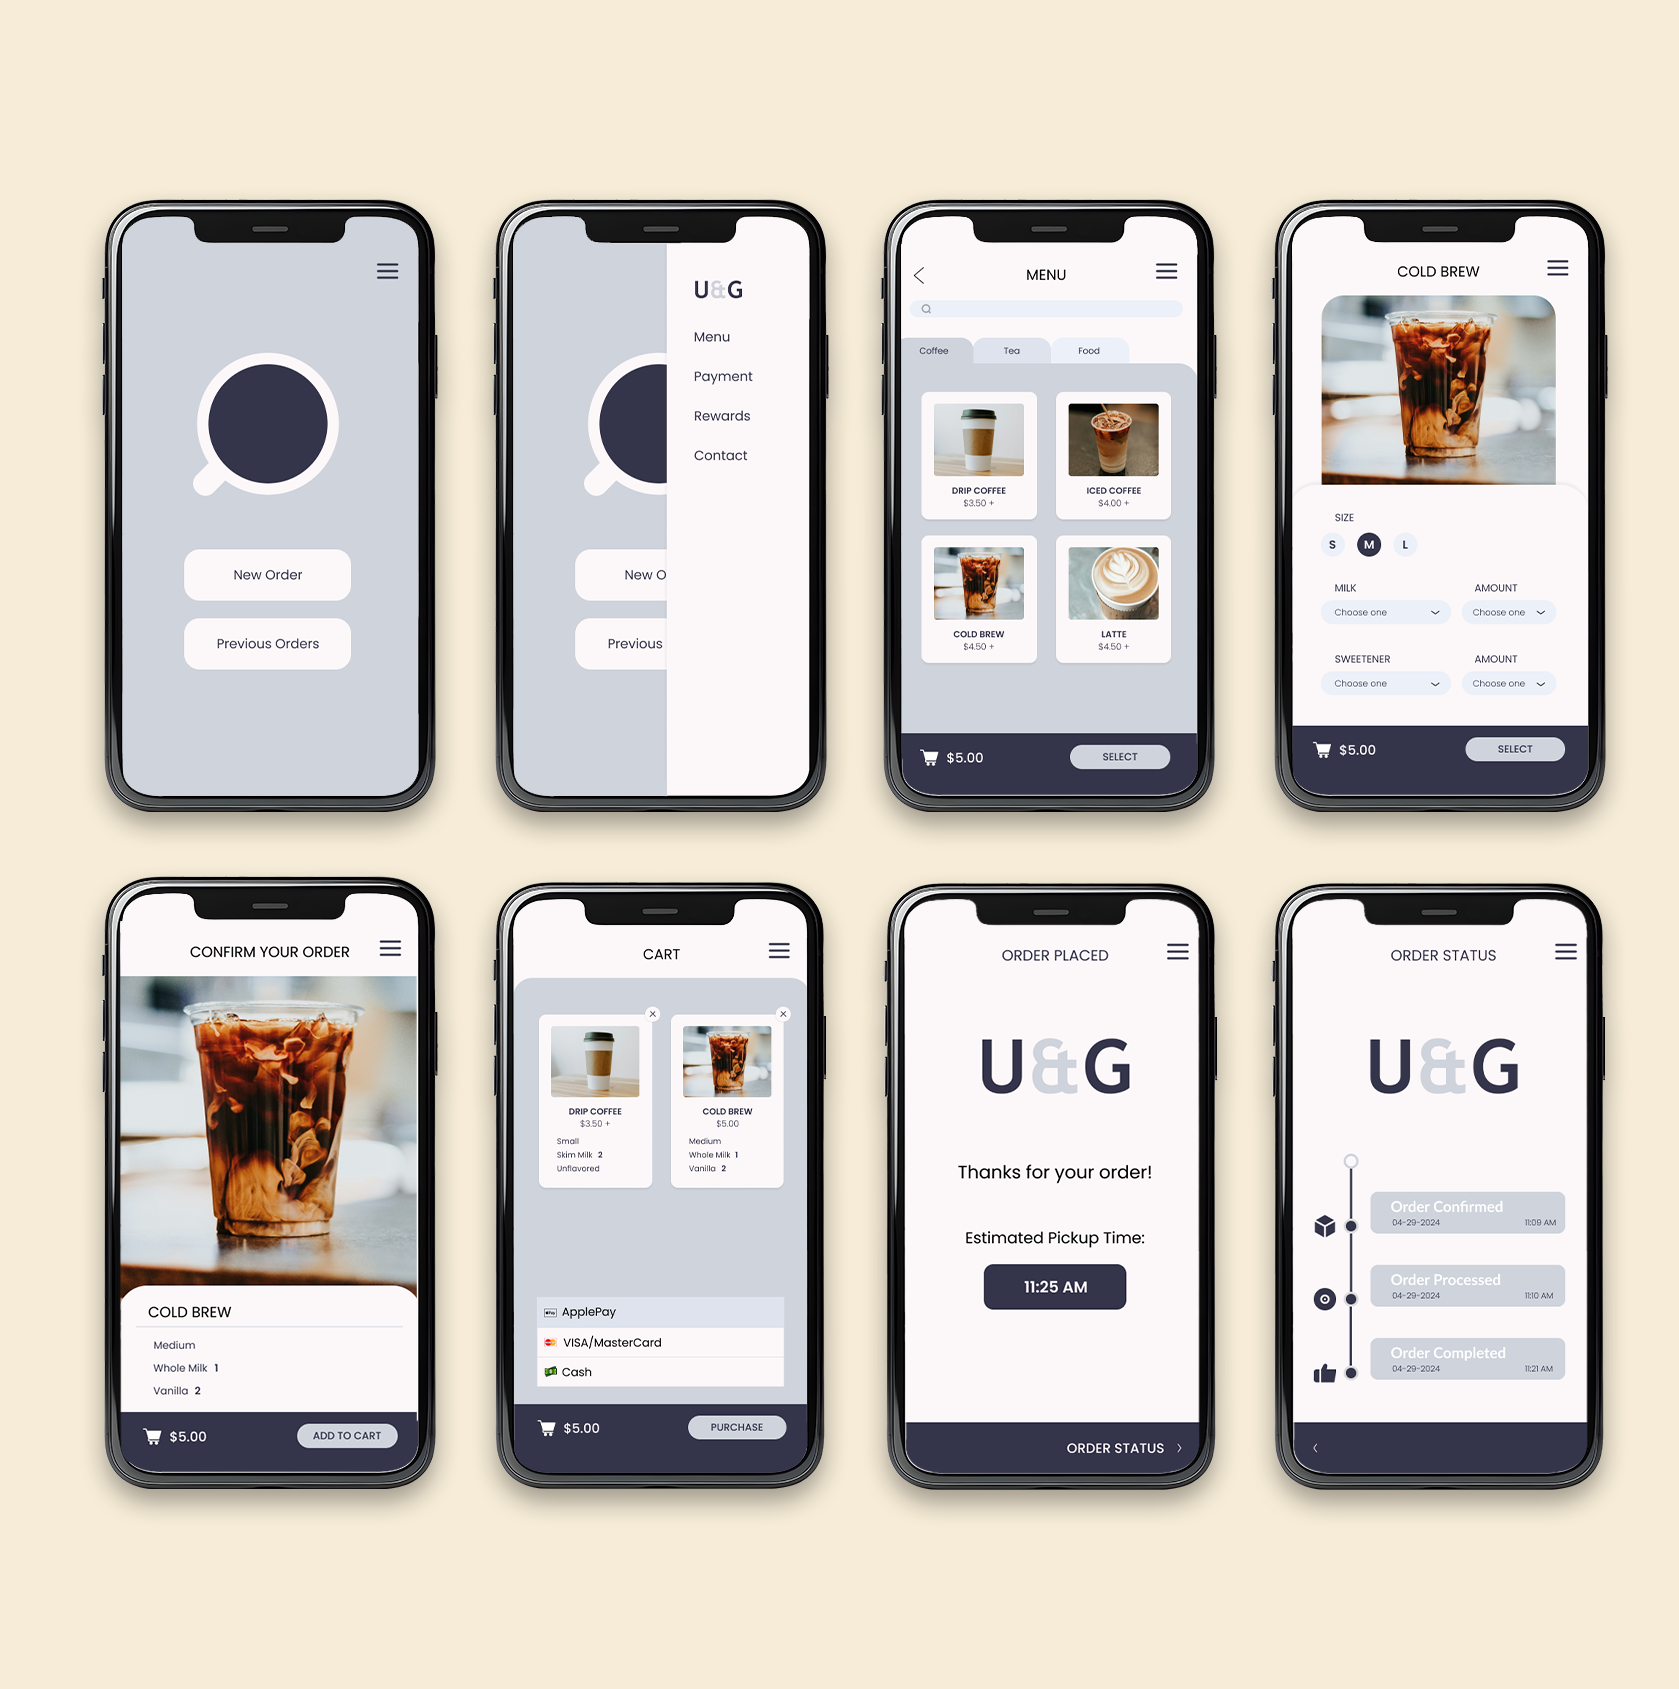 New Order
Previous Orders
U&G
Menu
Payment
Rewards
Contact
New O
Previous
MENU
Coffee
Tea
Food
DRIP COFFEE
$3.50 +
ICED COFFEE
$4.00 +
COLD BREW
$4.50 +
LATTE
$4.50 +
$5.00
SELECT
COLD BREW
SIZE
S M L
MILK AMOUNT
Choose one Choose one
SWEETENER AMOUNT
Choose one Choose one
$5.00
SELECT
CONFIRM YOUR ORDER
COLD BREW
Medium
Whole Milk 1
Vanilla 2
$5.00
ADD TO CART
CART
DRIP COFFEE
$3.50 +
Small
Skim Milk 2
Unflavored
COLD BREW
$5.00
Medium
Whole Milk 1
Vanilla 2
ApplePay
VISA/MasterCard
Cash
$5.00
PURCHASE
ORDER PLACED
U&G
Thanks for your order!
Estimated Pickup Time:
11:25 AM
ORDER STATUS
ORDER STATUS
U&G
Order Confirmed
04-29-2024 11:09 AM
Order Processed
04-29-2024 11:10 AM
Order Completed
04-29-2024 11:21 AM